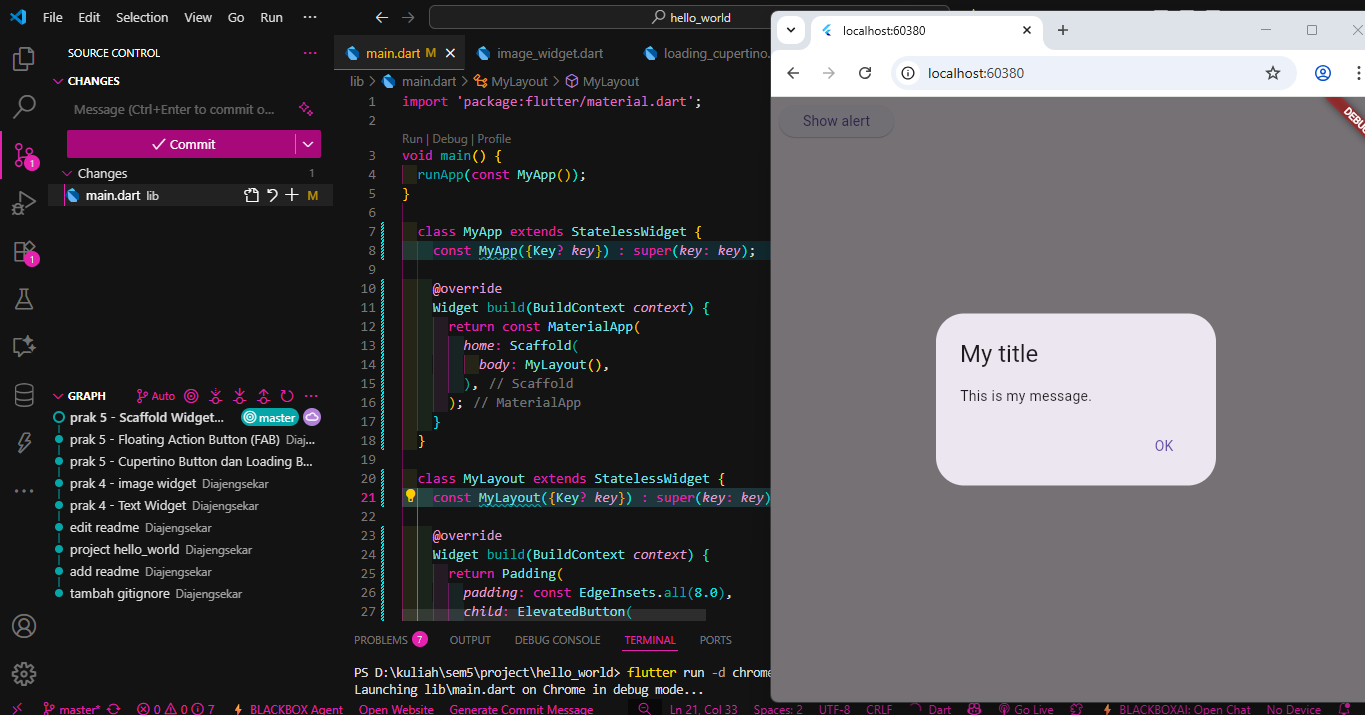 File Edit Selection View Go Run ···
hello_world
SOURCE CONTROL
CHANGES
Message (Ctrl+Enter to commit o...
Commit
Changes 1
main.dart lib M
GRAPH Auto
prak 5 - Scaffold Widget... master
prak 5 - Floating Action Button (FAB) Diaj...
prak 5 - Cupertino Button dan Loading B...
prak 4 - image widget Diajengsekar
prak 4 - Text Widget Diajengsekar
edit readme Diajengsekar
project hello_world Diajengsekar
add readme Diajengsekar
tambah gitignore Diajengsekar
1
1
main.dart M image_widget.dart loading_cupertino.
lib > main.dart > MyLayout > MyLayout
1 import 'package:flutter/material.dart';
2
Run | Debug | Profile
3 void main() {
4 runApp(const MyApp());
5 }
6
7 class MyApp extends StatelessWidget {
8 const MyApp({Key? key}) : super(key: key);
9
10 @override
11 Widget build(BuildContext context) {
12 return const MaterialApp(
13 home: Scaffold(
14 body: MyLayout(),
15 ), // Scaffold
16 ); // MaterialApp
17 }
18 }
19
20 class MyLayout extends StatelessWidget {
21 const MyLayout({Key? key}) : super(key: key)
22
23 @override
24 Widget build(BuildContext context) {
25 return Padding(
26 padding: const EdgeInsets.all(8.0),
27 child: ElevatedButton(
PROBLEMS 7 OUTPUT DEBUG CONSOLE TERMINAL PORTS
PS D:\kuliah\sem5\project\hello_world> flutter run -d chrome
Launching lib\main.dart on Chrome in debug mode...
master* 0 0 7 BLACKBOX Agent Open Website Generate Commit Message Ln 21, Col 33 Spaces: 2 UTF-8 CRLF Dart Go Live BLACKBOXAI: Open Chat No Device
localhost:60380
localhost:60380
Show alert
DEBUG
My title
This is my message.
OK